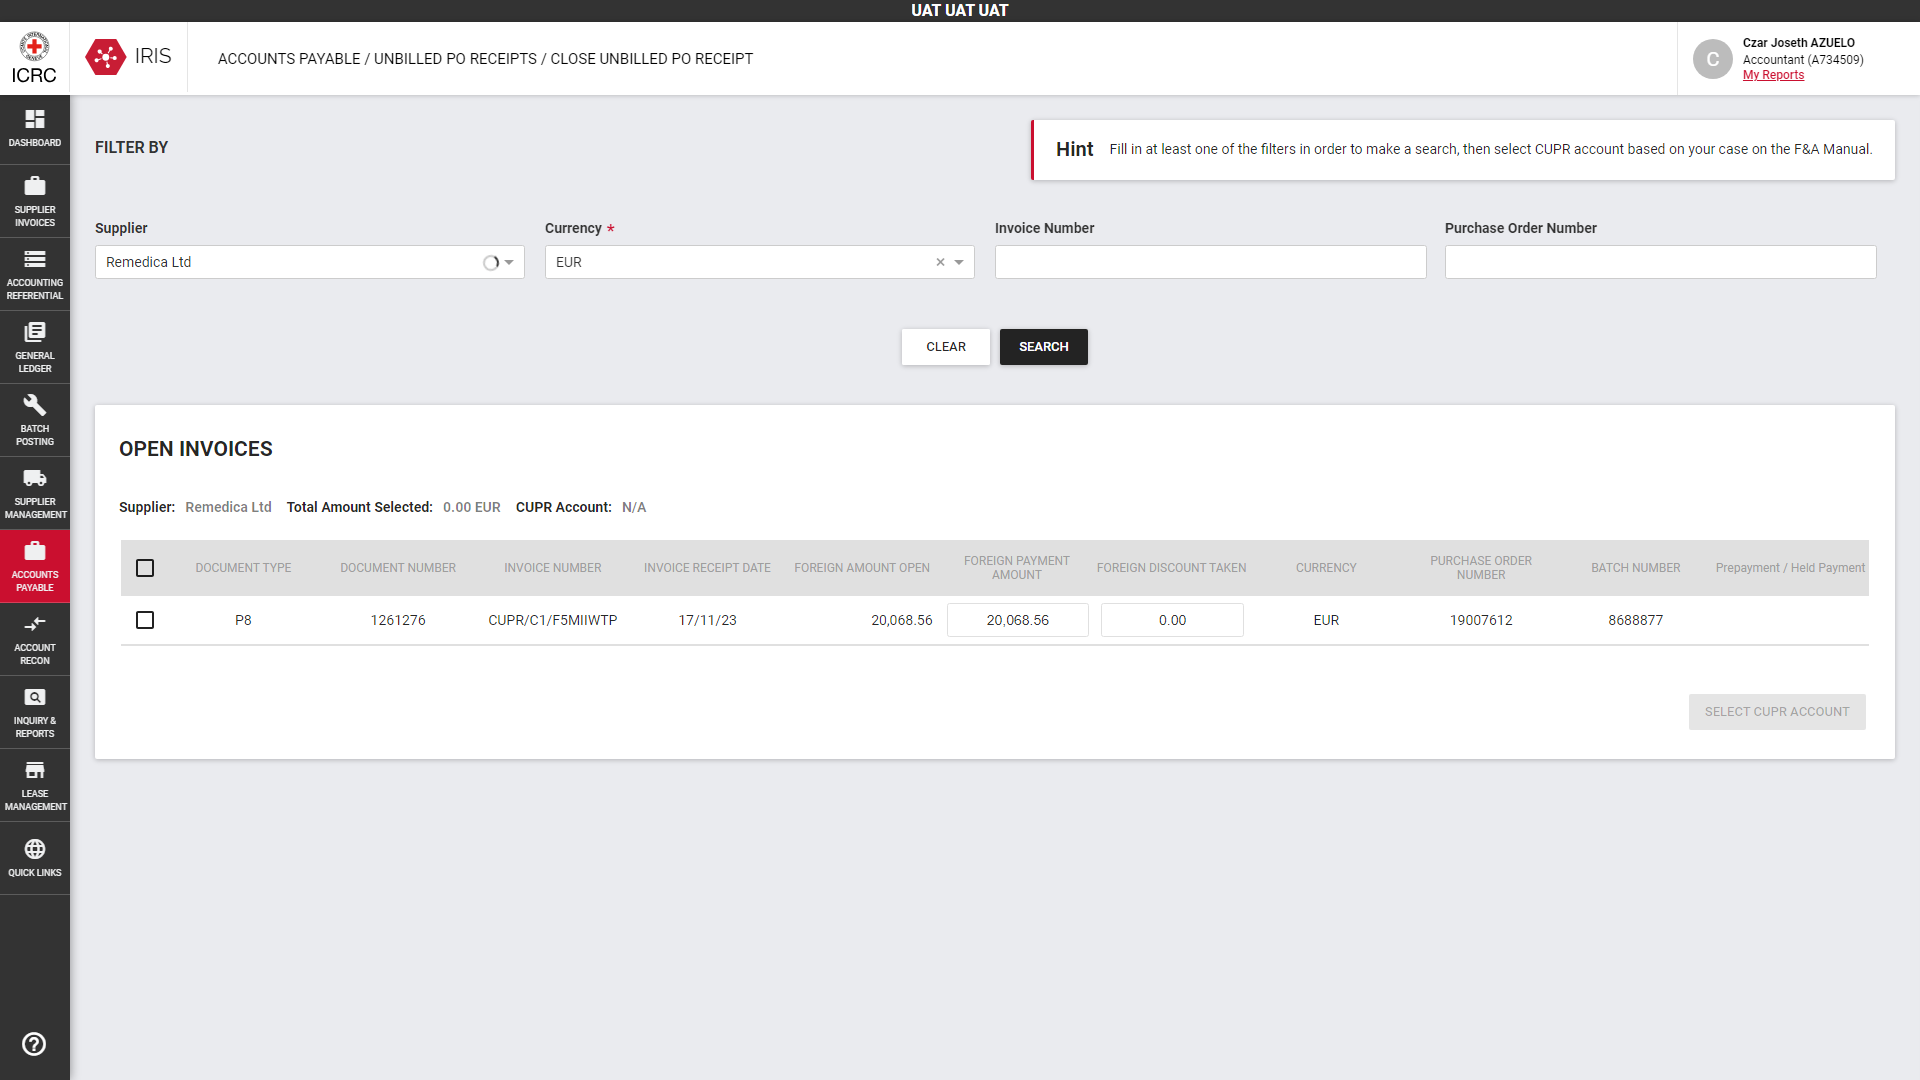 UAT UAT UAT
ICRC
IRIS
ACCOUNTS PAYABLE / UNBILLED PO RECEIPTS / CLOSE UNBILLED PO RECEIPT
C
Czar Joseth AZUELO
Accountant (A734509)
My Reports
DASHBOARD
SUPPLIER
INVOICES
ACCOUNTING
REFERENTIAL
GENERAL
LEDGER
BATCH
POSTING
SUPPLIER
MANAGEMENT
ACCOUNTS
PAYABLE
ACCOUNT
RECON
INQUIRY &
REPORTS
LEASE
MANAGEMENT
QUICK LINKS
FILTER BY
Hint Fill in at least one of the filters in order to make a search, then select CUPR account based on your case on the F&A Manual.
Supplier
Remedica Ltd
Currency *
EUR
Invoice Number
Purchase Order Number
CLEAR
SEARCH
OPEN INVOICES
Supplier: Remedica Ltd Total Amount Selected: 0.00 EUR CUPR Account: N/A
DOCUMENT TYPE
DOCUMENT NUMBER
INVOICE NUMBER
INVOICE RECEIPT DATE
FOREIGN AMOUNT OPEN
FOREIGN PAYMENT
AMOUNT
FOREIGN DISCOUNT TAKEN
CURRENCY
PURCHASE ORDER
NUMBER
BATCH NUMBER
Prepayment / Held Payment
P8 1261276 CUPR/C1/F5MIIWTP 17/11/23 20,068.56 20,068.56 0.00 EUR 19007612 8688877
SELECT CUPR ACCOUNT